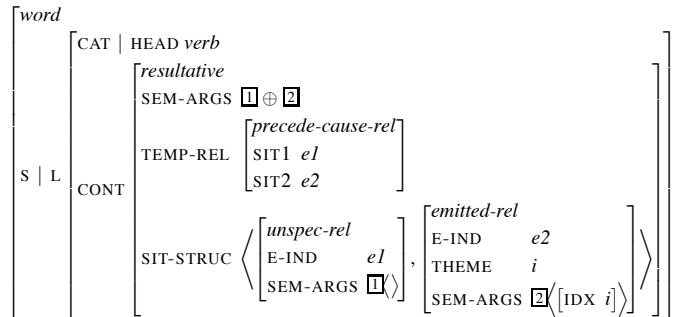 word
CAT | HEAD verb
resultative
SEM-ARGS 1 ⊕ 2
precede-cause-rel
TEMP-REL SIT1 e1
SIT2 e2
S | L
CONT
unspec-rel
E-IND e1
SEM-ARGS 1⟨⟩
SIT-STRUC ⟨ , ⟩
emitted-rel
E-IND e2
THEME i
SEM-ARGS 2⟨[IDX i]⟩